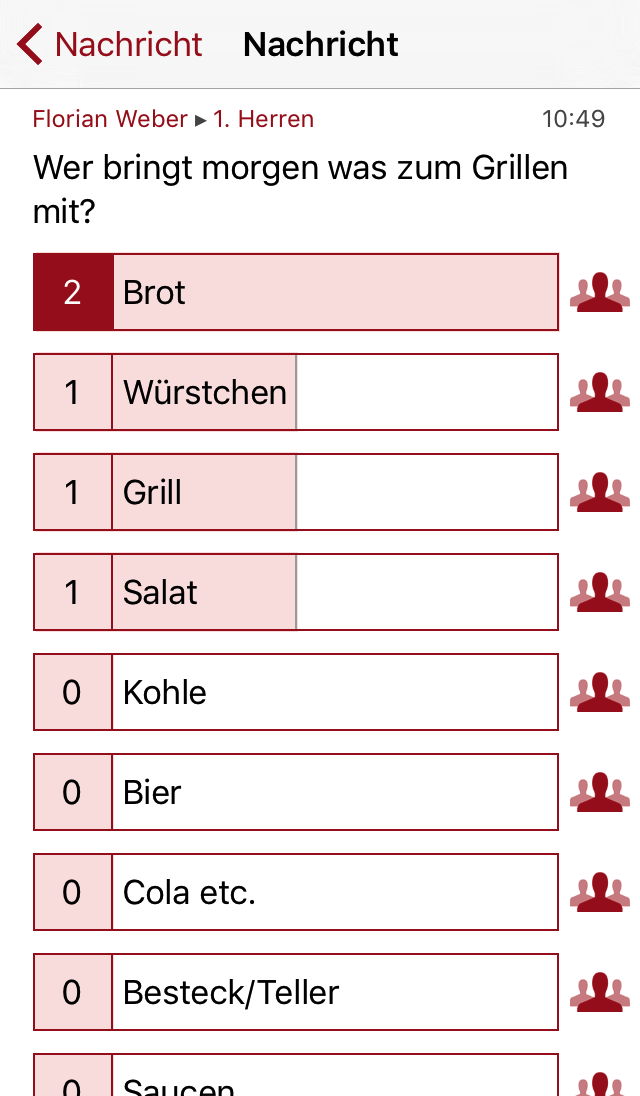 Nachricht Nachricht
Florian Weber ▸ 1. Herren 10:49
Wer bringt morgen was zum Grillen
mit?
2 Brot
1 Würstchen
1 Grill
1 Salat
0 Kohle
0 Bier
0 Cola etc.
0 Besteck/Teller
0 Saucen